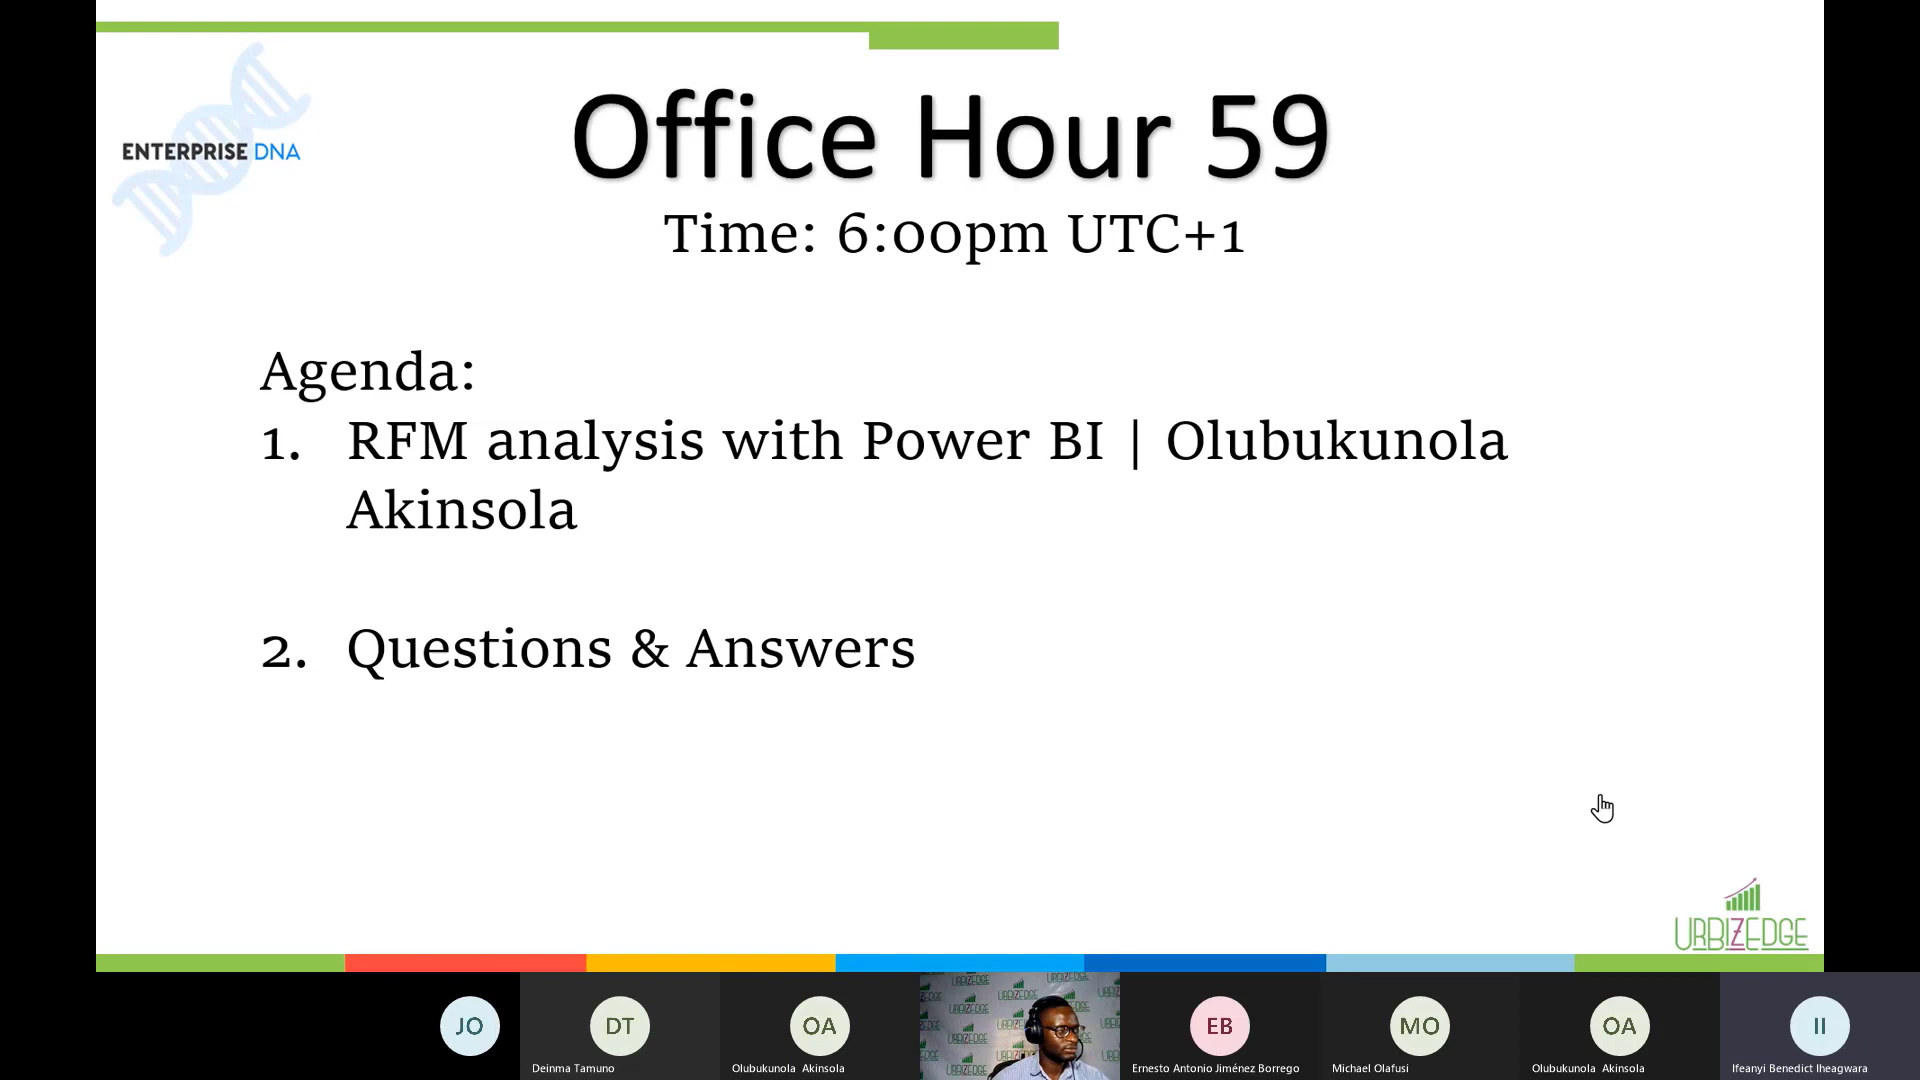 Office Hour 59
ENTERPRISE DNA
Time: 6:00pm UTC+1
Agenda:
1. RFM analysis with Power BI | Olubukunola
Akinsola
2. Questions & Answers
URBIZEDGE
JO
DT
OA
EB
MO
OA
II
Deinma Tamuno
Olubukunola Akinsola
Ernesto Antonio Jiménez Borrego
Michael Olafusi
Olubukunola Akinsola
Ifeanyi Benedict Iheagwara